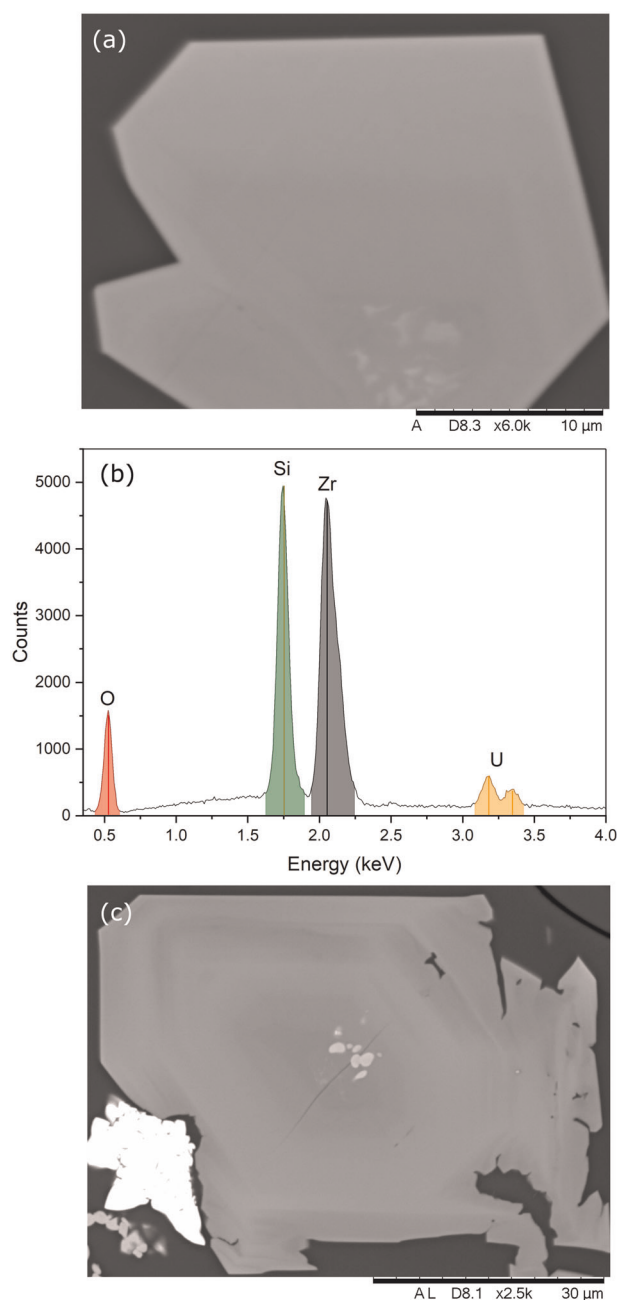 (a)
A D8.3 x6.0k 10 µm
(b)
Si
Zr
O
U
5000
4000
3000
2000
1000
0
Counts
0.5 1.0 1.5 2.0 2.5 3.0 3.5 4.0
Energy (keV)
(c)
A L D8.1 x2.5k 30 µm